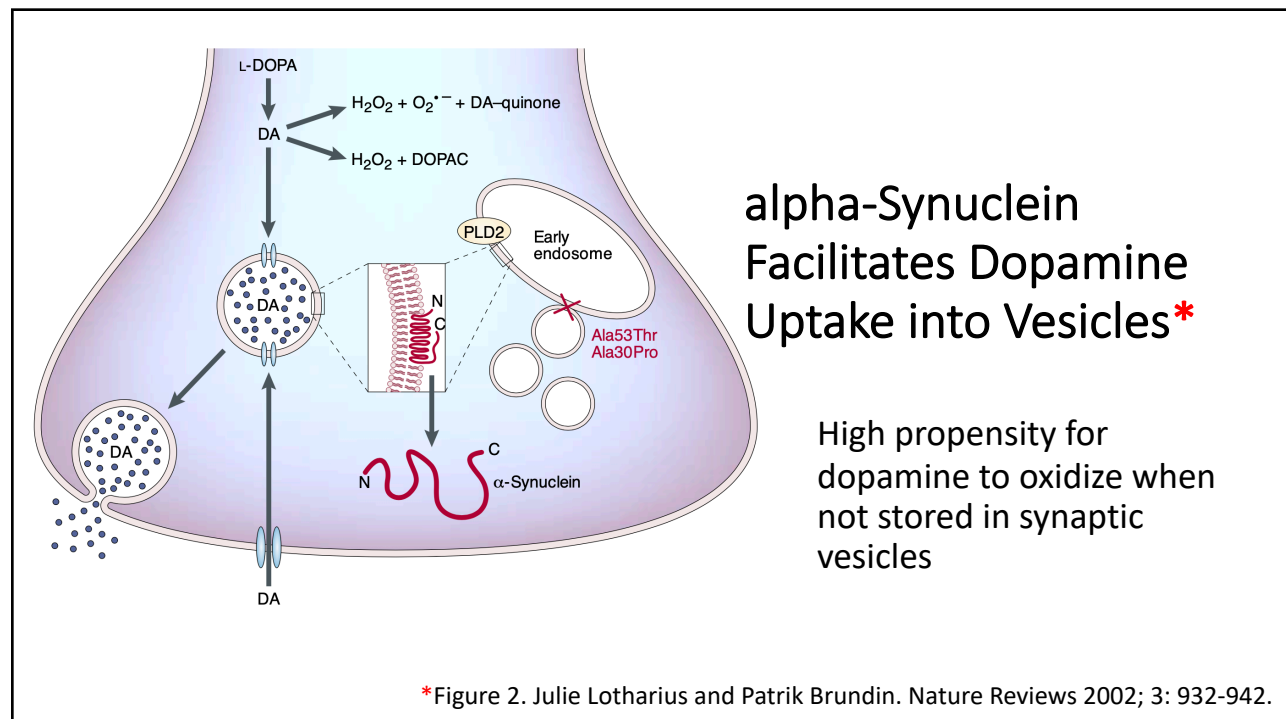 L-DOPA
H₂O₂ + O₂•− + DA–quinone
DA
H₂O₂ + DOPAC
PLD2
Early
endosome
DA
N
C
Ala53Thr
Ala30Pro
DA
N
C
α-Synuclein
DA
alpha-Synuclein
Facilitates Dopamine
Uptake into Vesicles*
High propensity for
dopamine to oxidize when
not stored in synaptic
vesicles
*Figure 2. Julie Lotharius and Patrik Brundin. Nature Reviews 2002; 3: 932-942.